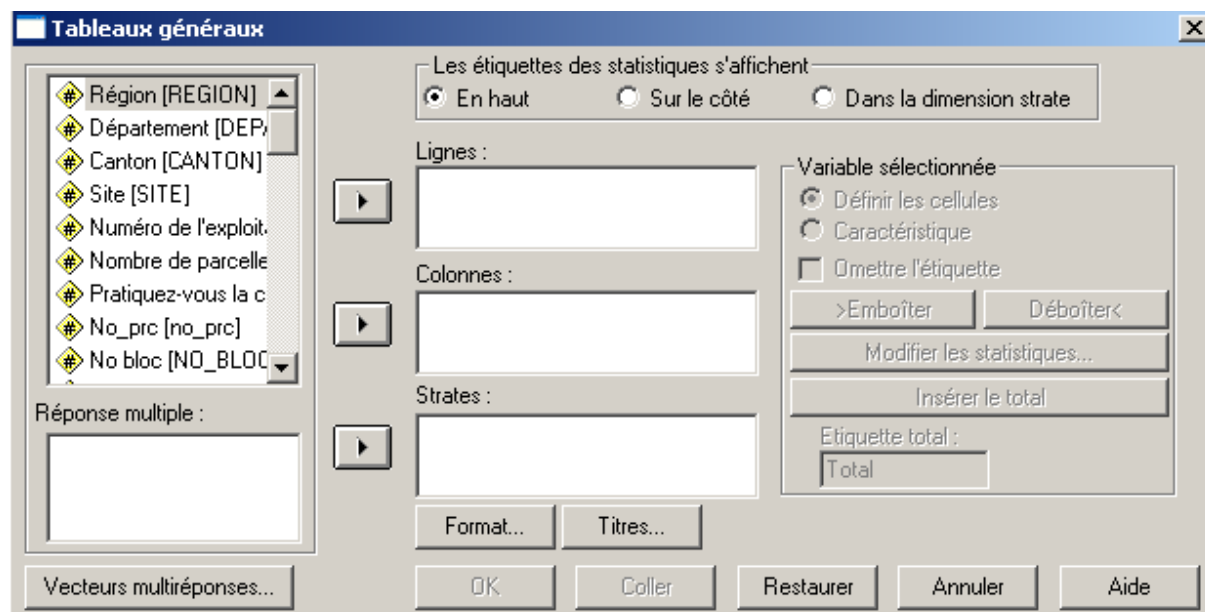 Tableaux généraux
Région [REGION]
Département [DEPA
Canton [CANTON]
Site [SITE]
Numéro de l'exploita
Nombre de parcelle
Pratiquez-vous la c
No_prc [no_prc]
No bloc [NO_BLOC
Réponse multiple :
Vecteurs multiréponses...
Les étiquettes des statistiques s'affichent
En haut Sur le côté Dans la dimension strate
Lignes :
Colonnes :
Strates :
Format... Titres...
Variable sélectionnée
Définir les cellules
Caractéristique
Omettre l'étiquette
>Emboîter Déboîter<
Modifier les statistiques...
Insérer le total
Etiquette total :
Total
OK Coller Restaurer Annuler Aide